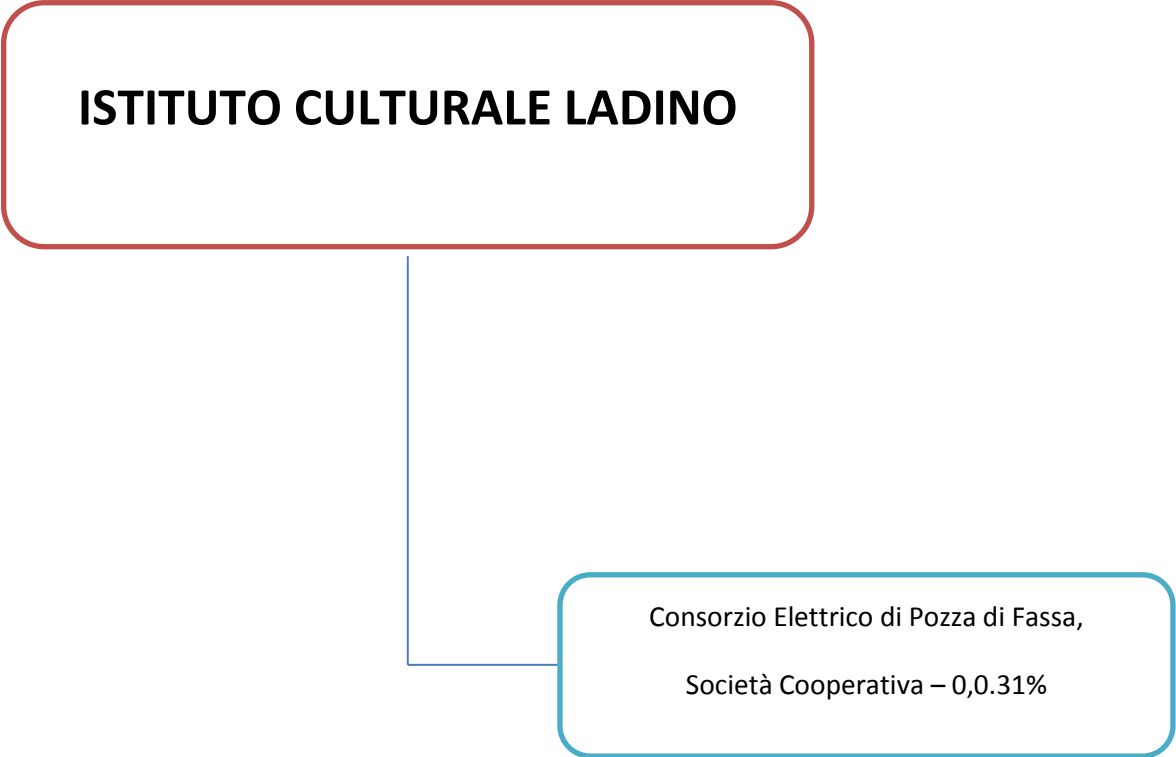 ISTITUTO CULTURALE LADINO
Consorzio Elettrico di Pozza di Fassa,
Società Cooperativa – 0,0.31%